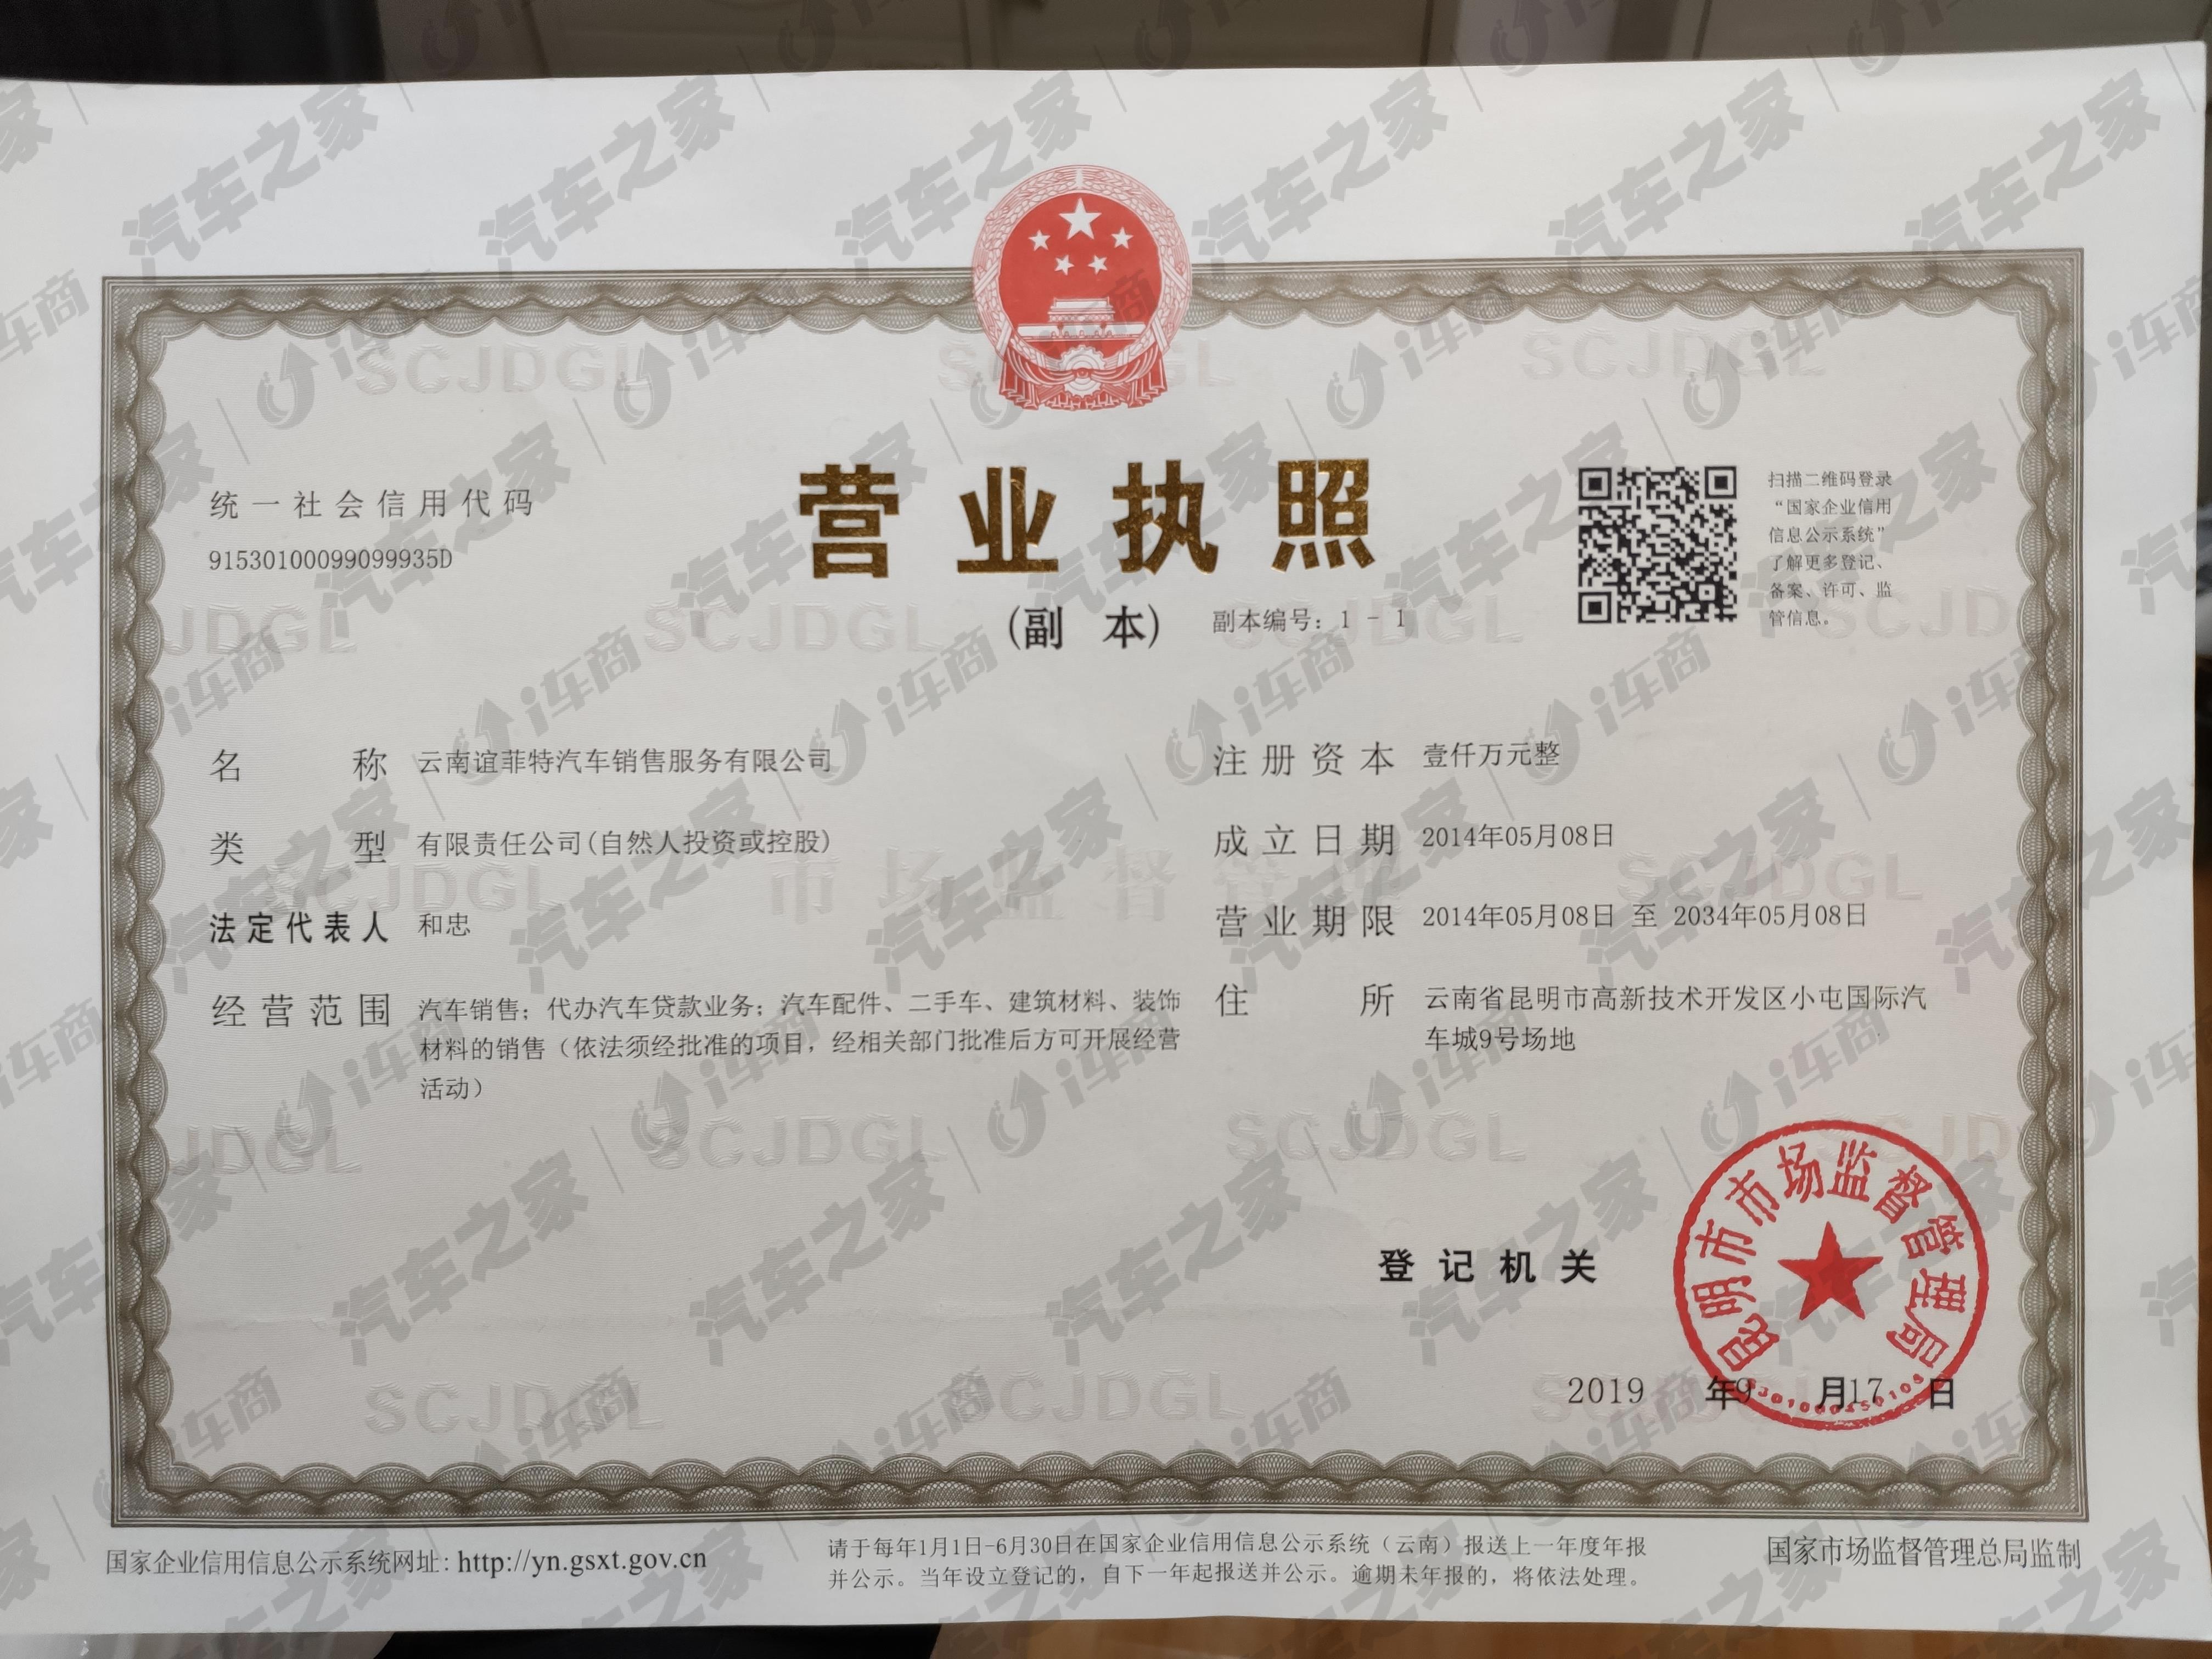 统一社会信用代码
91530100099099935D
营业执照
(副 本) 副本编号：1 - 1
扫描二维码登录
“国家企业信用
信息公示系统”
了解更多登记、
备案、许可、监
管信息。
名 称 云南谊菲特汽车销售服务有限公司
类 型 有限责任公司(自然人投资或控股)
法定代表人 和忠
经营范围 汽车销售；代办汽车贷款业务；汽车配件、二手车、建筑材料、装饰
材料的销售（依法须经批准的项目，经相关部门批准后方可开展经营
活动）
注册资本 壹仟万元整
成立日期 2014年05月08日
营业期限 2014年05月08日 至 2034年05月08日
住 所 云南省昆明市高新技术开发区小屯国际汽
车城9号场地
登记机关
昆明市市场监督管理局
2019 年9 月17 日
国家企业信用信息公示系统网址：http://yn.gsxt.gov.cn
请于每年1月1日-6月30日在国家企业信用信息公示系统（云南）报送上一年度年报
并公示。当年设立登记的，自下一年起报送并公示。逾期未年报的，将依法处理。
国家市场监督管理总局监制
汽车之家
i车商
SCJDGL